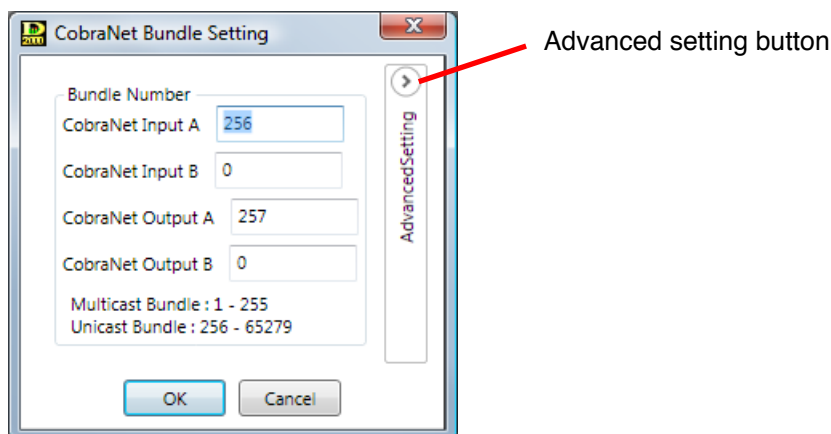 CobraNet Bundle Setting
Advanced setting button
Bundle Number
CobraNet Input A 256
CobraNet Input B 0
CobraNet Output A 257
CobraNet Output B 0
Multicast Bundle : 1 - 255
Unicast Bundle : 256 - 65279
AdvancedSetting
OK Cancel